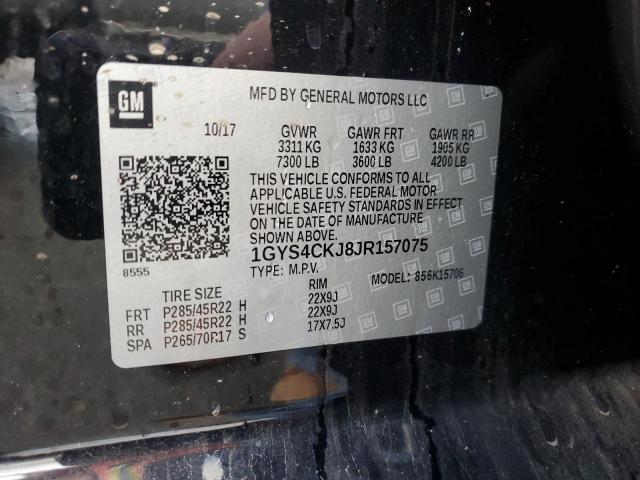 GM
MFD BY GENERAL MOTORS LLC
10/17 GVWR GAWR FRT GAWR RR
3311 KG 1633 KG 1905 KG
7300 LB 3600 LB 4200 LB
THIS VEHICLE CONFORMS TO ALL
APPLICABLE U.S. FEDERAL MOTOR
VEHICLE SAFETY STANDARDS IN EFFECT
ON THE DATE OF MANUFACTURE
SHOWN ABOVE.
8555
1GYS4CKJ8JR157075
TYPE: M.P.V. MODEL: 856K15706
TIRE SIZE RIM
FRT P285/45R22 H 22X9J
RR P285/45R22 H 22X9J
SPA P265/70R17 S 17X7.5J